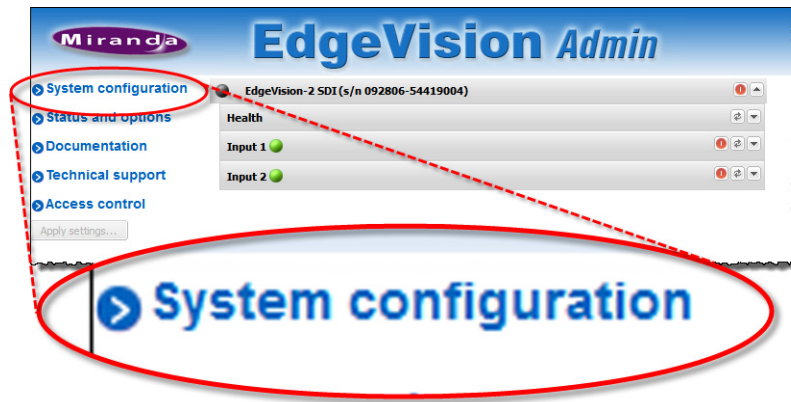 Miranda
EdgeVision Admin
System configuration
Status and options
Documentation
Technical support
Access control
Apply settings...
EdgeVision-2 SDI (s/n 092806-54419004)
Health
Input 1
Input 2
System configuration